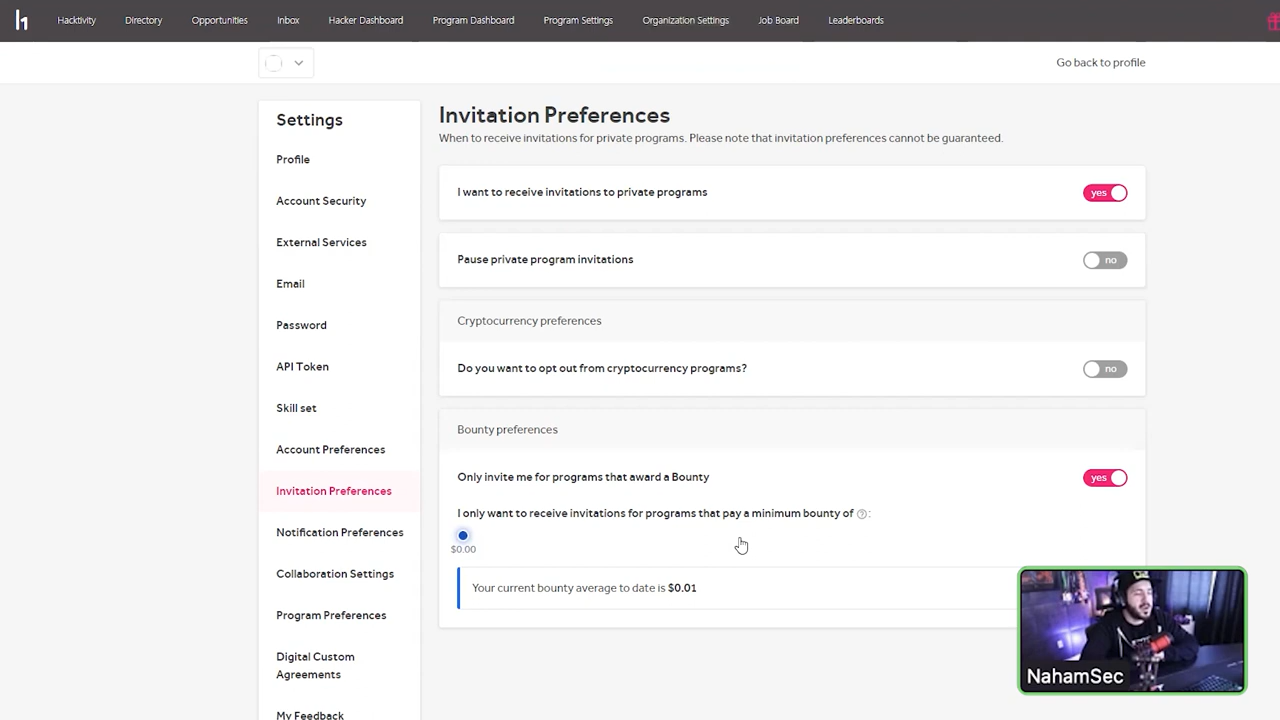 h1 Hacktivity Directory Opportunities Inbox Hacker Dashboard Program Dashboard Program Settings Organization Settings Job Board Leaderboards
Go back to profile
Settings
Profile
Account Security
External Services
Email
Password
API Token
Skill set
Account Preferences
Invitation Preferences
Notification Preferences
Collaboration Settings
Program Preferences
Digital Custom
Agreements
My Feedback
Invitation Preferences
When to receive invitations for private programs. Please note that invitation preferences cannot be guaranteed.
I want to receive invitations to private programs yes
Pause private program invitations no
Cryptocurrency preferences
Do you want to opt out from cryptocurrency programs? no
Bounty preferences
Only invite me for programs that award a Bounty yes
I only want to receive invitations for programs that pay a minimum bounty of ? :
$0.00
Your current bounty average to date is $0.01
NahamSec